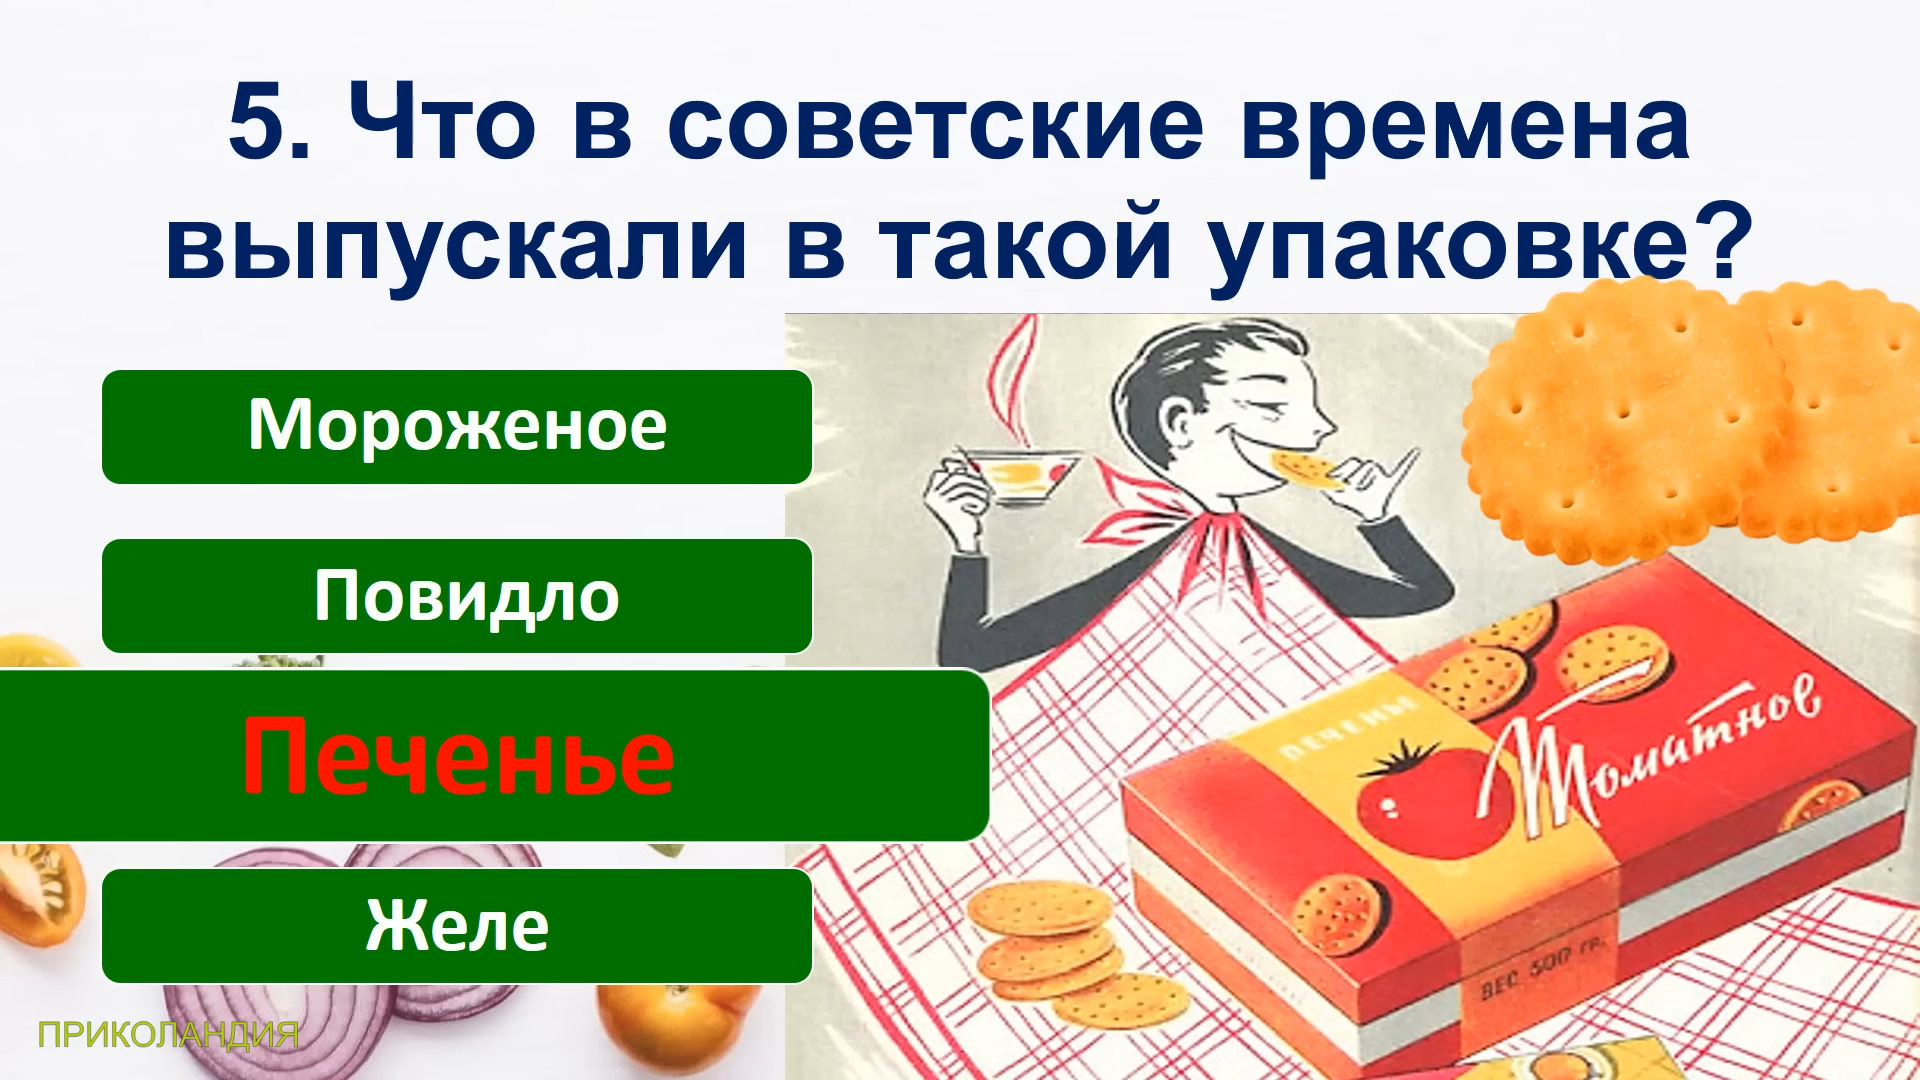 5. Что в советские времена
выпускали в такой упаковке?
Мороженое
Повидло
Печенье
Желе
ПЕЧЕНЬЕ
Томатное
ВЕС 500 ГР.
ПРИКОЛАНДИЯ